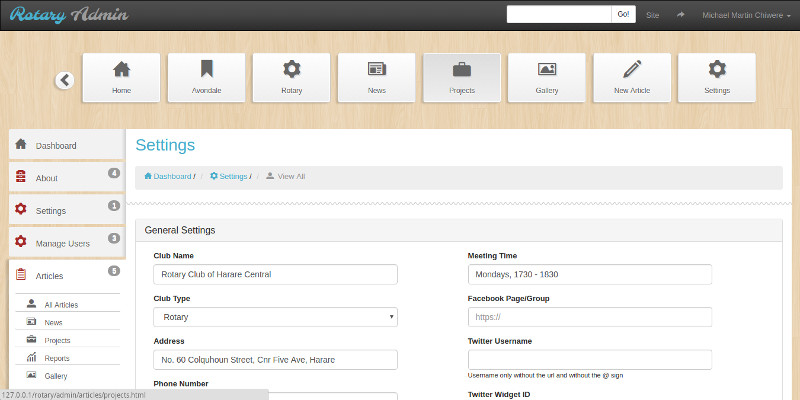 Rotary Admin
Go!
Site
Michael Martin Chiwere
Home
Avondale
Rotary
News
Projects
Gallery
New Article
Settings
Dashboard
About
4
Settings
1
Manage Users
3
Articles
5
All Articles
News
Projects
Reports
Gallery
127.0.0.1/rotary/admin/articles/projects.html
Settings
Dashboard / / Settings / / View All
General Settings
Club Name
Rotary Club of Harare Central
Club Type
Rotary
Address
No. 60 Colquhoun Street, Cnr Five Ave, Harare
Phone Number
Meeting Time
Mondays, 1730 - 1830
Facebook Page/Group
https://
Twitter Username
Username only without the url and without the @ sign
Twitter Widget ID